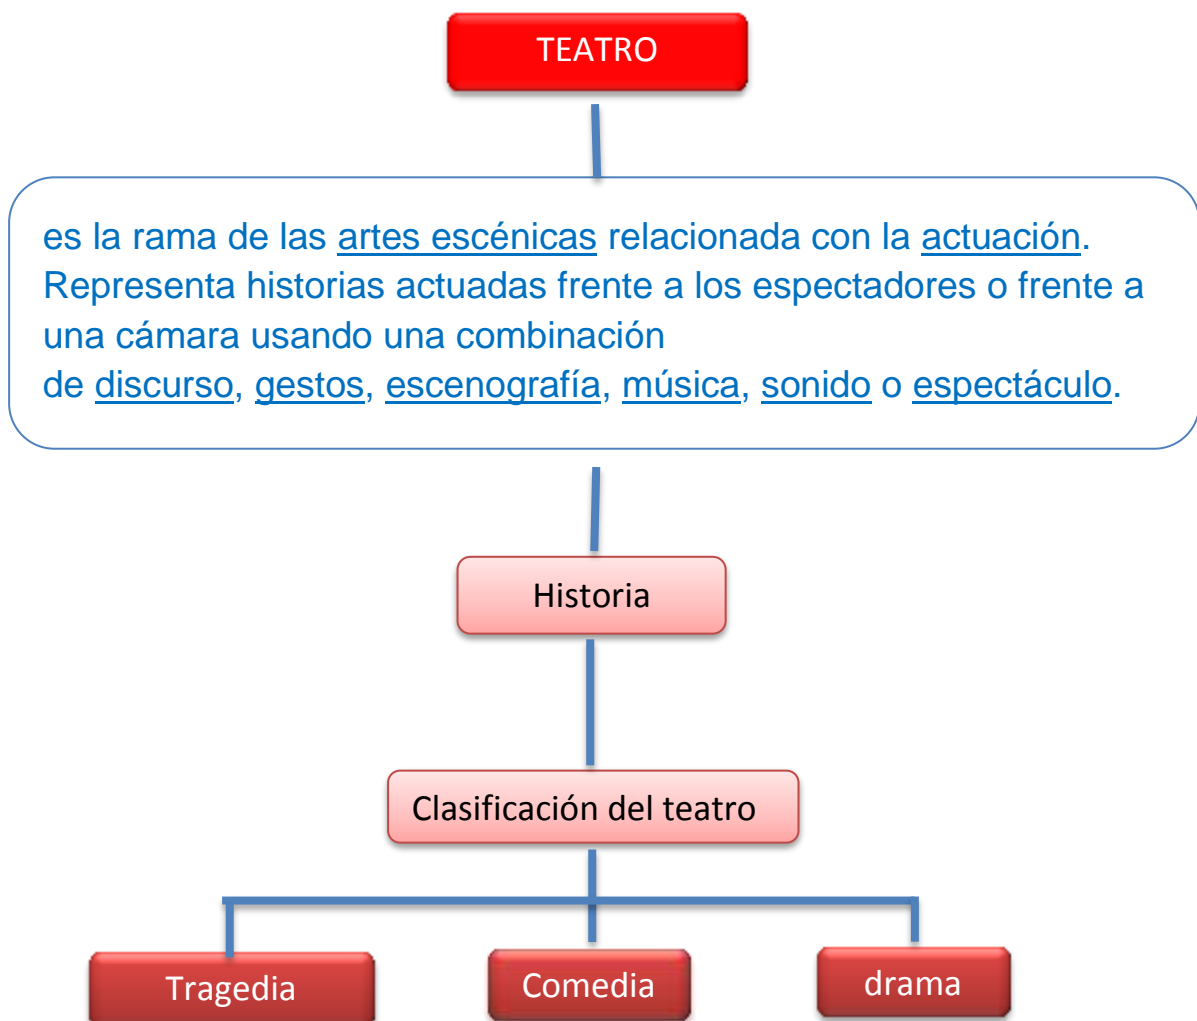 TEATRO
es la rama de las artes escénicas relacionada con la actuación.
Representa historias actuadas frente a los espectadores o frente a
una cámara usando una combinación
de discurso, gestos, escenografía, música, sonido o espectáculo.
Historia
Clasificación del teatro
Tragedia
Comedia
drama